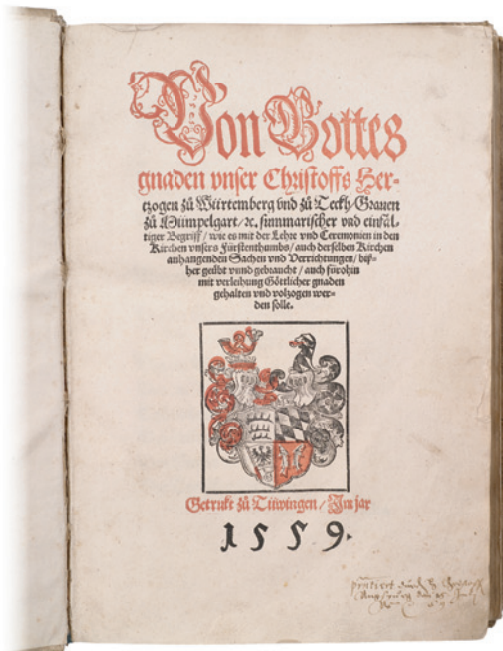 Von Gottes
gnaden vnser Christoffs Her-
tzogen zů Würtemberg vnd zů Teckh/ Grauen
zů Mümpelgart/ ꝛc. summarischer vnd einfäl-
tiger Begriff/ wie es mit der Lehre vnd Ceremonien in den
Kirchen vnsers Fürstenthumbs/ auch derselben Kirchen
anhangenden Sachen vnd Verrichtungen/ biß-
her geübt vnnd gebraucht/ auch fürohin
mit verleihung Göttlicher gnaden
gehalten vnd volzogen wer-
den solle.
Getrukt zů Tüwingen/ Im jar
1559.